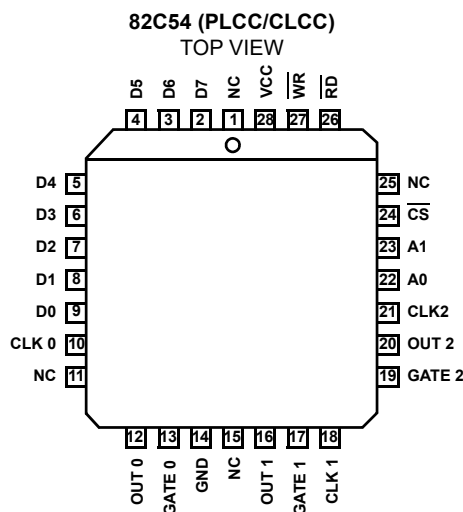 82C54 (PLCC/CLCC)
TOP VIEW
D5 D6 D7 NC VCC WR RD
4 3 2 1 28 27 26
D4 5 25 NC
D3 6 24 CS
D2 7 23 A1
D1 8 22 A0
D0 9 21 CLK2
CLK 0 10 20 OUT 2
NC 11 19 GATE 2
12 13 14 15 16 17 18
OUT 0 GATE 0 GND NC OUT 1 GATE 1 CLK 1